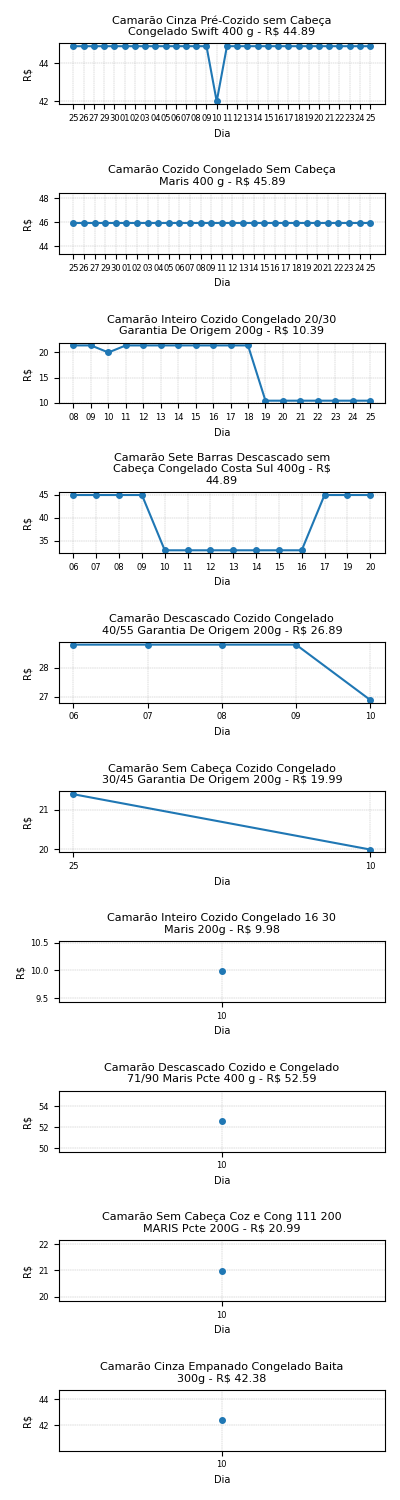 Camarão Cinza Pré-Cozido sem Cabeça
Congelado Swift 400 g - R$ 44.89
44
42
R$
25 26 27 29 30 01 02 03 04 05 06 07 08 09 10 11 12 13 14 15 16 17 18 19 20 21 22 23 24 25
Dia
Camarão Cozido Congelado Sem Cabeça
Maris 400 g - R$ 45.89
48
46
44
R$
25 26 27 29 30 01 02 03 04 05 06 07 08 09 11 12 13 14 15 16 17 18 19 20 21 22 23 24 25
Dia
Camarão Inteiro Cozido Congelado 20/30
Garantia De Origem 200g - R$ 10.39
20
15
10
R$
08 09 10 11 12 13 14 15 16 17 18 19 20 21 22 23 24 25
Dia
Camarão Sete Barras Descascado sem
Cabeça Congelado Costa Sul 400g - R$
44.89
45
40
35
R$
06 07 08 09 10 11 12 13 14 15 16 17 19 20
Dia
Camarão Descascado Cozido Congelado
40/55 Garantia De Origem 200g - R$ 26.89
28
27
R$
06 07 08 09 10
Dia
Camarão Sem Cabeça Cozido Congelado
30/45 Garantia De Origem 200g - R$ 19.99
21
20
R$
25 10
Dia
Camarão Inteiro Cozido Congelado 16 30
Maris 200g - R$ 9.98
10.5
10.0
9.5
R$
10
Dia
Camarão Descascado Cozido e Congelado
71/90 Maris Pcte 400 g - R$ 52.59
54
52
50
R$
10
Dia
Camarão Sem Cabeça Coz e Cong 111 200
MARIS Pcte 200G - R$ 20.99
22
21
20
R$
10
Dia
Camarão Cinza Empanado Congelado Baita
300g - R$ 42.38
44
42
R$
10
Dia